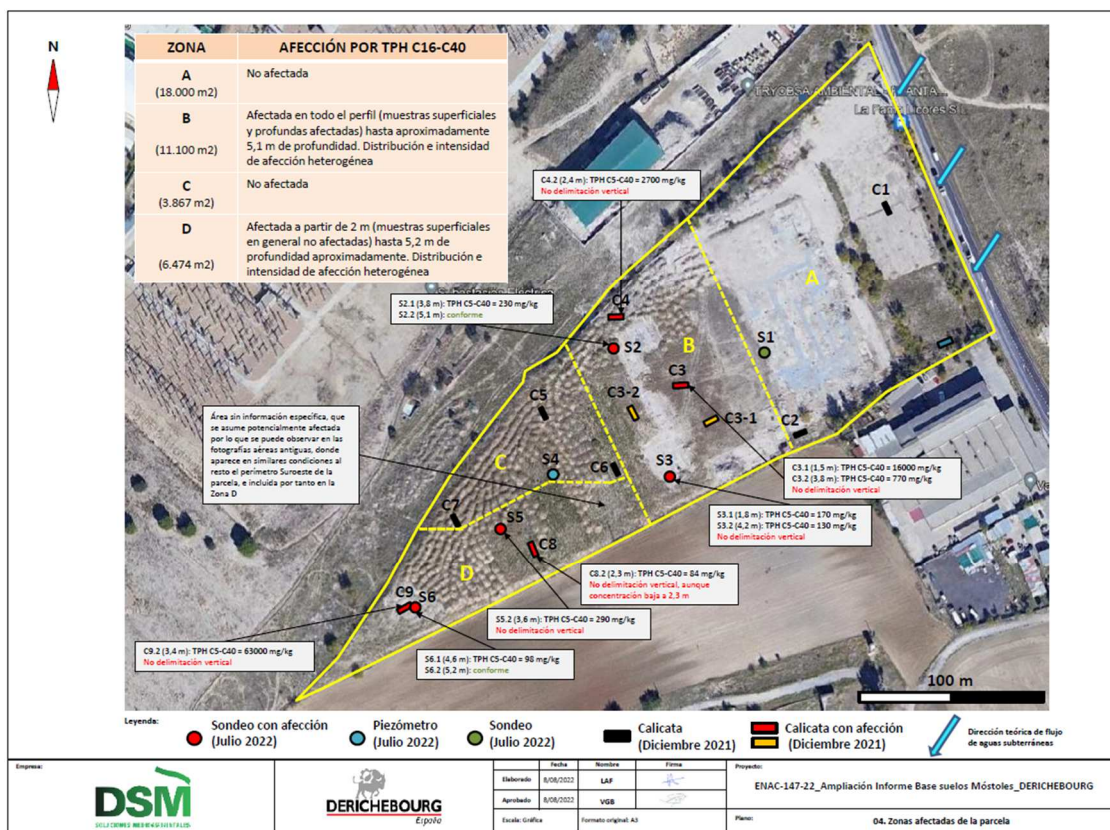 N
ZONA AFECCIÓN POR TPH C16-C40
A
(18.000 m2)
No afectada
B
(11.100 m2)
Afectada en todo el perfil (muestras superficiales
y profundas afectadas) hasta aproximadamente
5,1 m de profundidad. Distribución e intensidad
de afección heterogénea
C
(3.867 m2)
No afectada
D
(6.474 m2)
Afectada a partir de 2 m (muestras superficiales
en general no afectadas) hasta 5,2 m de
profundidad aproximadamente. Distribución e
intensidad de afección heterogénea
TRYOBSA AMBIENTAL
La Licores S.L.
C4.2 (2,4 m): TPH C5-C40 = 2700 mg/kg
No delimitación vertical
C1
A
S2.1 (3,8 m): TPH C5-C40 = 230 mg/kg
S2.2 (5,1 m): conforme
C4
S2
B
S1
C3
C3-2
C3-1
C2
C5
Área sin información específica, que
se asume potencialmente afectada
por lo que se puede observar en las
fotografías aéreas antiguas, donde
aparece en similares condiciones al
resto el perímetro Suroeste de la
parcela, e incluída por tanto en la
Zona D
C
S4
C6
S3
C3.1 (1,5 m): TPH C5-C40 = 16000 mg/kg
C3.2 (3,8 m): TPH C5-C40 = 770 mg/kg
No delimitación vertical
C7
S5
C8
S3.1 (1,8 m): TPH C5-C40 = 170 mg/kg
S3.2 (4,2 m): TPH C5-C40 = 130 mg/kg
No delimitación vertical
D
C8.2 (2,3 m): TPH C5-C40 = 84 mg/kg
No delimitación vertical, aunque
concentración baja a 2,3 m
C9
S6
S5.2 (3,6 m): TPH C5-C40 = 290 mg/kg
No delimitación vertical
C9.2 (3,4 m): TPH C5-C40 = 63000 mg/kg
No delimitación vertical
S6.1 (4,6 m): TPH C5-C40 = 98 mg/kg
S6.2 (5,2 m): conforme
100 m
Leyenda:
Sondeo con afección
(Julio 2022)
Piezómetro
(Julio 2022)
Sondeo
(Julio 2022)
Calicata
(Diciembre 2021)
Calicata con afección
(Diciembre 2021)
Dirección teórica de flujo
de aguas subterráneas
Empresa:
DSM
SOLUCIONES MEDIOAMBIENTALES
DERICHEBOURG
España
Fecha Nombre Firma
Elaborado 8/08/2022 LAF
Aprobado 8/08/2022 VGB
Escala: Gráfica Formato original: A3
Proyecto:
ENAC-147-22_Ampliación Informe Base suelos Móstoles_DERICHEBOURG
Plano:
04. Zonas afectadas de la parcela